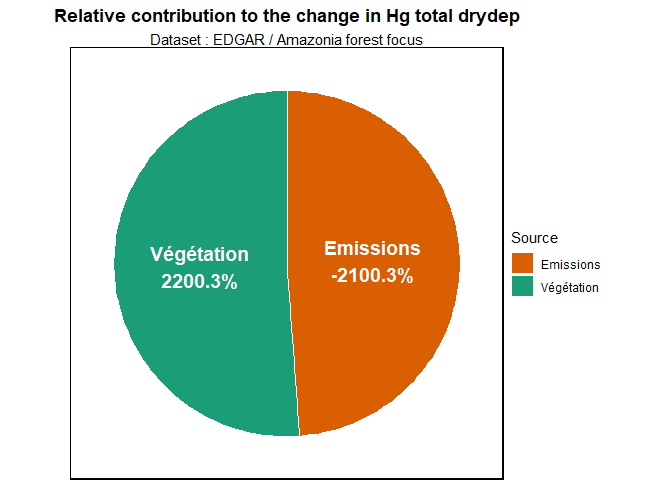 Relative contribution to the change in Hg total drydep
Dataset : EDGAR / Amazonia forest focus
Végétation
2200.3%
Emissions
-2100.3%
Source
Emissions
Végétation